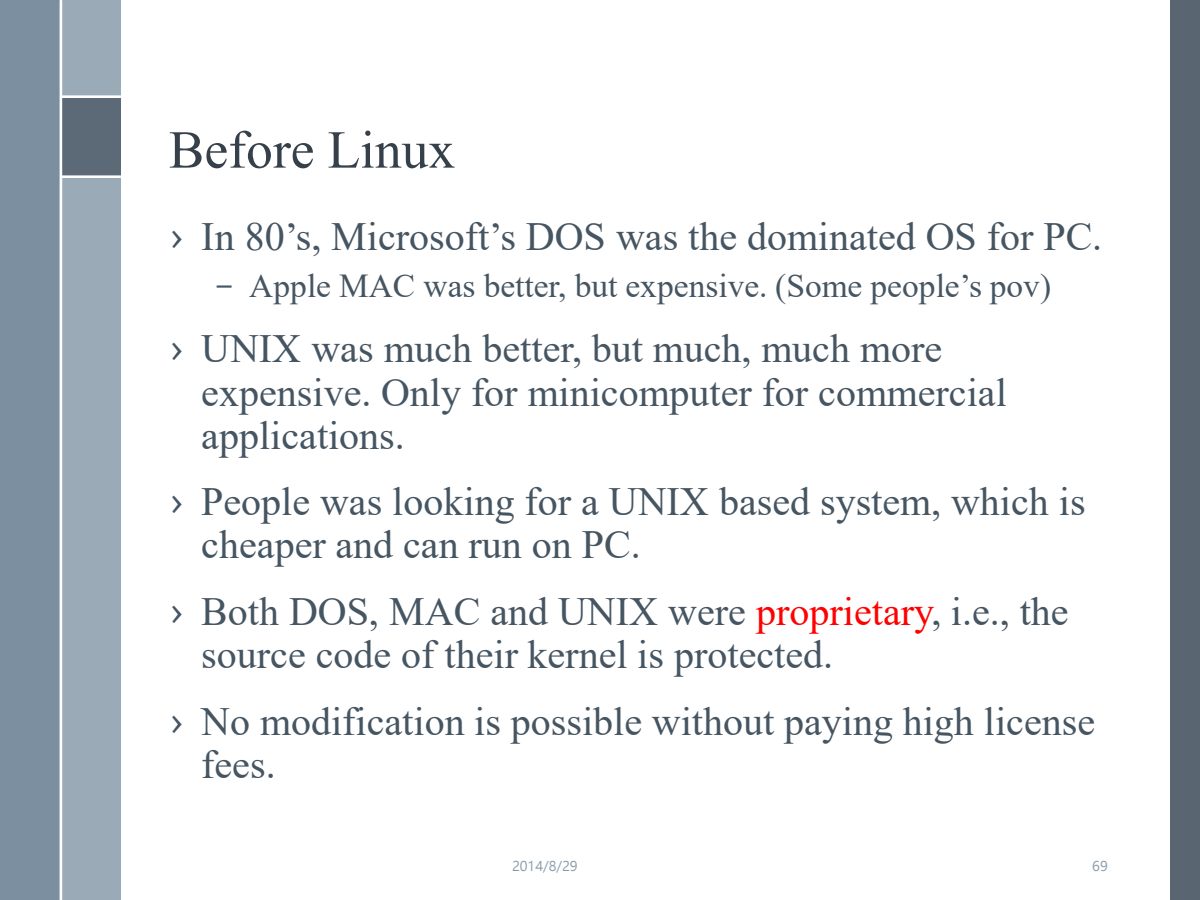 Before Linux
› In 80’s, Microsoft’s DOS was the dominated OS for PC.
– Apple MAC was better, but expensive. (Some people’s pov)
› UNIX was much better, but much, much more
expensive. Only for minicomputer for commercial
applications.
› People was looking for a UNIX based system, which is
cheaper and can run on PC.
› Both DOS, MAC and UNIX were proprietary, i.e., the
source code of their kernel is protected.
› No modification is possible without paying high license
fees.
2014/8/29
69